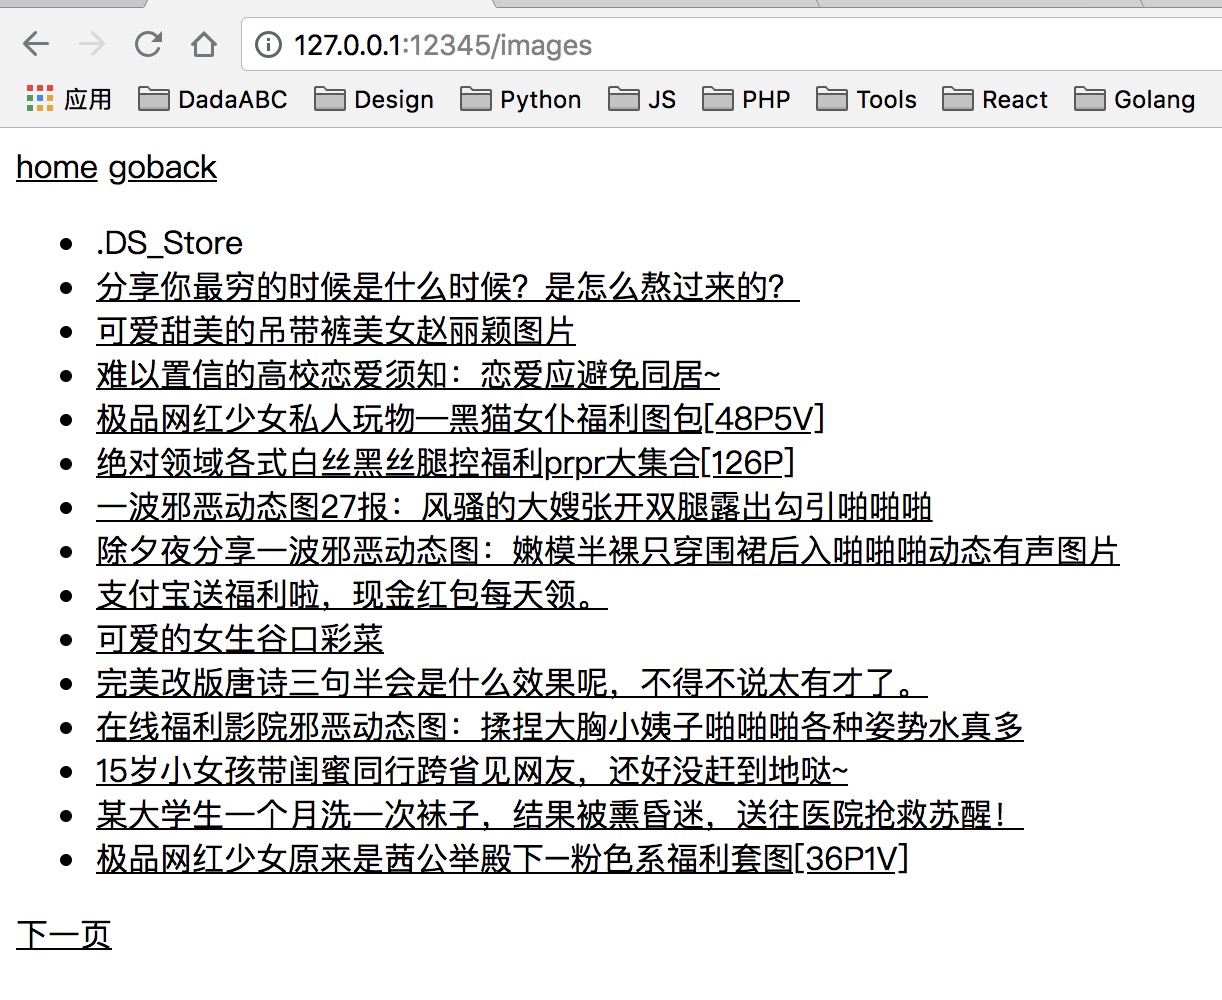 127.0.0.1:12345/images
应用 DadaABC Design Python JS PHP Tools React Golang
home goback
.DS_Store
分享你最穷的时候是什么时候？是怎么熬过来的？
可爱甜美的吊带裤美女赵丽颖图片
难以置信的高校恋爱须知：恋爱应避免同居~
极品网红少女私人玩物—黑猫女仆福利图包[48P5V]
绝对领域各式白丝黑丝腿控福利prpr大集合[126P]
一波邪恶动态图27报：风骚的大嫂张开双腿露出勾引啪啪啪
除夕夜分享一波邪恶动态图：嫩模半裸只穿围裙后入啪啪啪动态有声图片
支付宝送福利啦，现金红包每天领。
可爱的女生谷口彩菜
完美改版唐诗三句半会是什么效果呢，不得不说太有才了。
在线福利影院邪恶动态图：揉捏大胸小姨子啪啪啪各种姿势水真多
15岁小女孩带闺蜜同行跨省见网友，还好没赶到地哒~
某大学生一个月洗一次袜子，结果被熏昏迷，送往医院抢救苏醒！
极品网红少女原来是茜公举殿下–粉色系福利套图[36P1V]
下一页